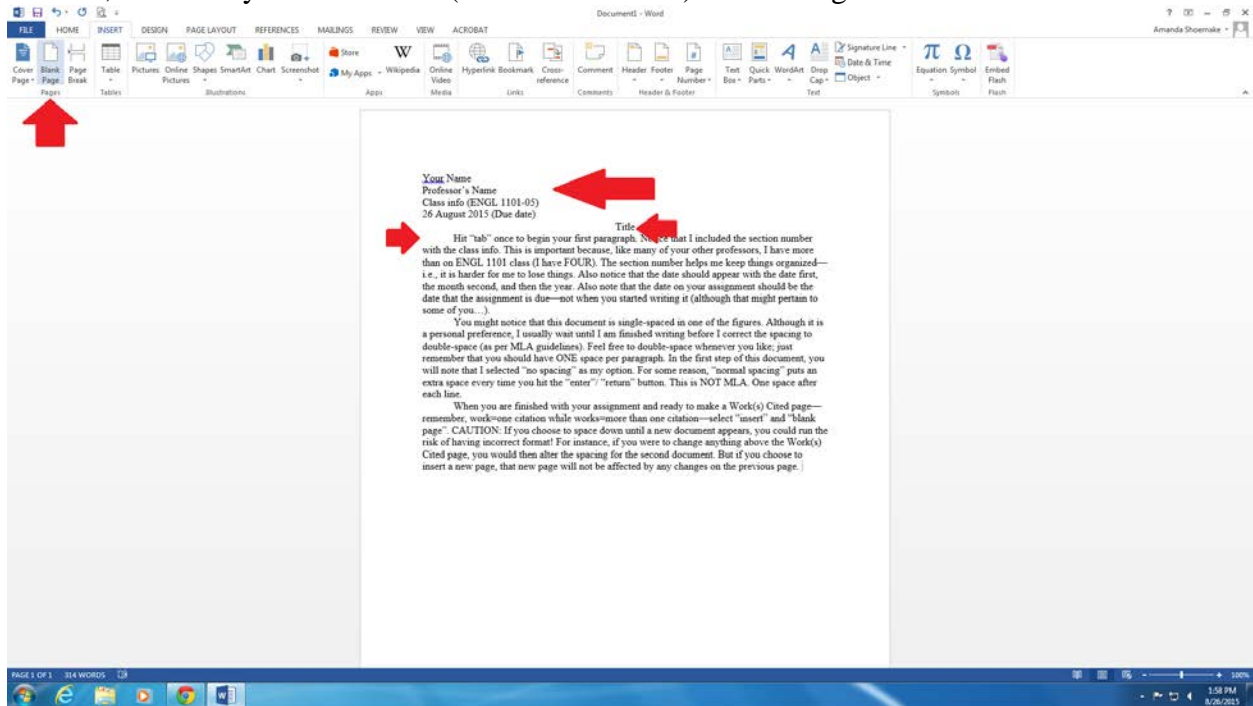 Document1 - Word
FILE HOME INSERT DESIGN PAGE LAYOUT REFERENCES MAILINGS REVIEW VIEW ACROBAT
Amanda Shoemake
Cover Page
Blank Page
Page Break
Table
Pictures
Online Pictures
Shapes
SmartArt
Chart
Screenshot
Store
My Apps
Wikipedia
Online Video
Hyperlink
Bookmark
Cross-reference
Comment
Header
Footer
Page Number
Text Box
Quick Parts
WordArt
Drop Cap
Signature Line
Date & Time
Object
Equation
Symbol
Embed Flash
Pages Tables Illustrations Apps Media Links Comments Header & Footer Text Symbols Flash
Your Name
Professor's Name
Class info (ENGL 1101-05)
26 August 2015 (Due date)
Title
Hit "tab" once to begin your first paragraph. that I included the section number
with the class info. This is important because, like many of your other professors, I have more
than on ENGL 1101 class (I have FOUR). The section number helps me keep things organized—
i.e., it is harder for me to lose things. Also notice that the date should appear with the date first,
the month second, and then the year. Also note that the date on your assignment should be the
date that the assignment is due—not when you started writing it (although that might pertain to
some of you…).
You might notice that this document is single-spaced in one of the figures. Although it is
a personal preference, I usually wait until I am finished writing before I correct the spacing to
double-space (as per MLA guidelines). Feel free to double-space whenever you like; just
remember that you should have ONE space per paragraph. In the first step of this document, you
will note that I selected "no spacing" as my option. For some reason, "normal spacing" puts an
extra space every time you hit the "enter"/ "return" button. This is NOT MLA. One space after
each line.
When you are finished with your assignment and ready to make a Work(s) Cited page—
remember, work=one citation while works=more than one citation—select "insert" and "blank
page". CAUTION: If you choose to space down until a new document appears, you could run the
risk of having incorrect format! For instance, if you were to change anything above the Work(s)
Cited page, you would then alter the spacing for the second document. But if you choose to
insert a new page, that new page will not be affected by any changes on the previous page.
PAGE 1 OF 1 314 WORDS
100%
1:58 PM
8/26/2015